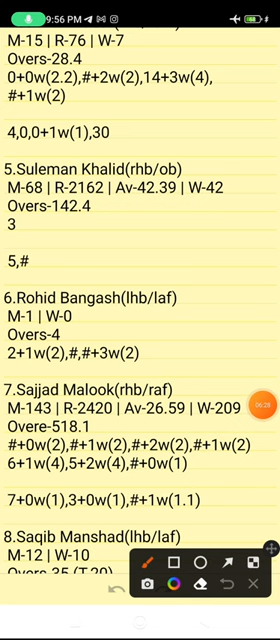 9:56 PM
M-15 | R-76 | W-7
Overs-28.4
0+0w(2.2),#+2w(2),14+3w(4),
#+1w(2)
4,0,0+1w(1),30
5.Suleman Khalid(rhb/ob)
M-68 | R-2162 | Av-42.39 | W-42
Overs-142.4
3
5,#
6.Rohid Bangash(lhb/laf)
M-1 | W-0
Overs-4
2+1w(2),#,#+3w(2)
7.Sajjad Malook(rhb/raf)
06:28
M-143 | R-2420 | Av-26.59 | W-209
Overe-518.1
#+0w(2),#+1w(2),#+2w(2),#+1w(2)
6+1w(4),5+2w(4),#+0w(1)
7+0w(1),3+0w(1),#+1w(1.1)
8.Saqib Manshad(lhb/laf)
M-12 | W-10
Overs-35 (T.20)